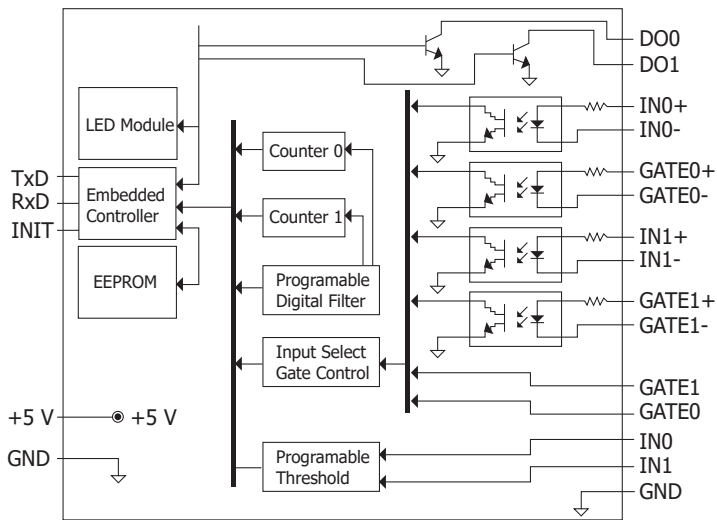 DO0
DO1
LED Module
IN0+
IN0-
Counter 0
TxD
RxD
INIT
Embedded
Controller
GATE0+
GATE0-
Counter 1
IN1+
IN1-
EEPROM
Programable
Digital Filter
GATE1+
GATE1-
Input Select
Gate Control
GATE1
GATE0
+5 V
+5 V
IN0
GND
Programable
Threshold
IN1
GND